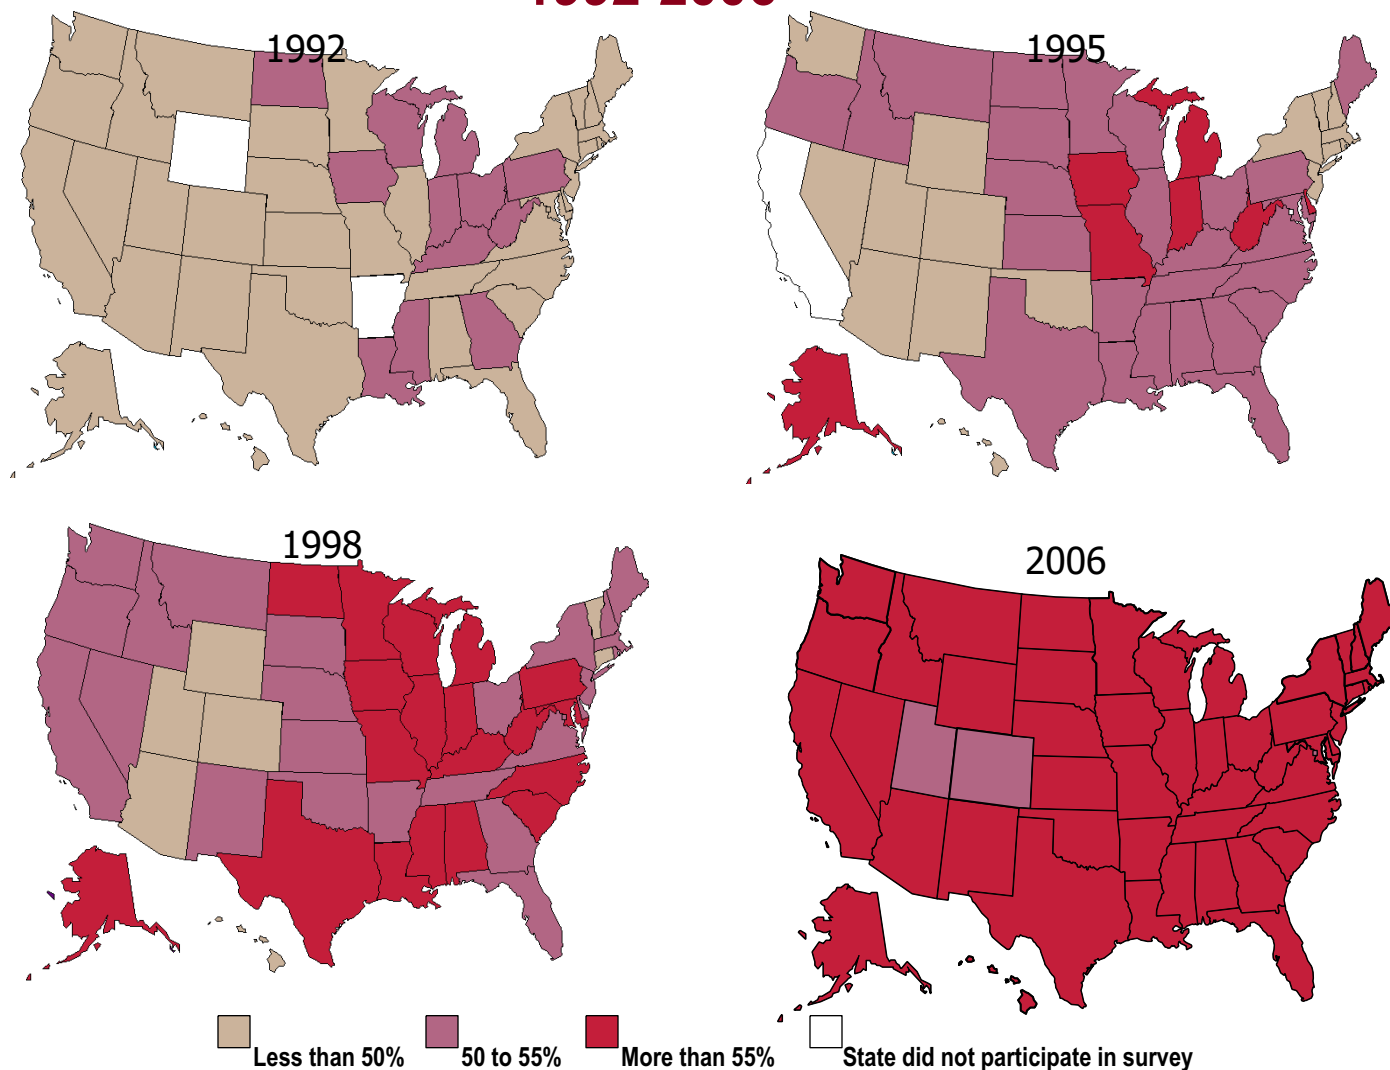 1992
1995
1998
2006
Less than 50%
50 to 55%
More than 55%
State did not participate in survey